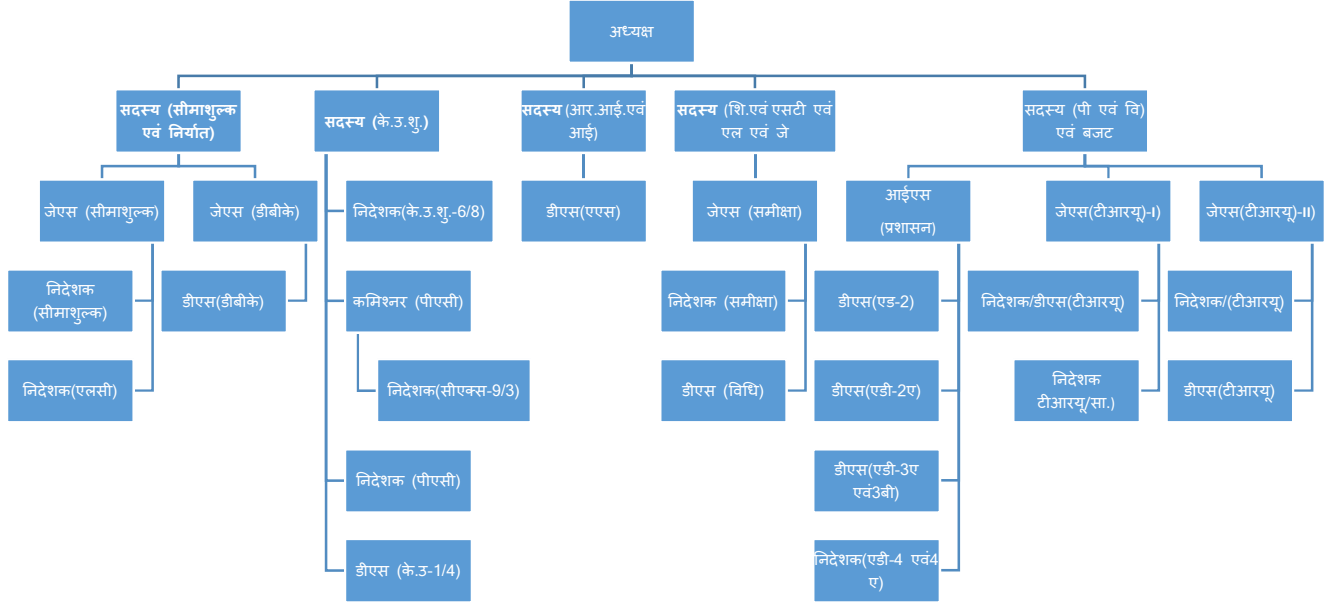 अध्यक्ष
सदस्य (सीमाशुल्क
एवं निर्यात)
सदस्य (के.उ.शु.)
सदस्य (आर.आई.एवं
आई)
सदस्य (शि.एवं एसटी एवं
एल एवं जे
सदस्य (पी एवं वि)
एवं बजट
जेएस (सीमाशुल्क)
जेएस (डीबीके)
निदेशक(के.उ.शु.-6/8)
डीएस(एएस)
जेएस (समीक्षा)
आईएस
(प्रशासन)
जेएस(टीआरयू)-I)
जेएस(टीआरयू)-II)
निदेशक
(सीमाशुल्क)
डीएस(डीबीके)
कमिश्नर (पीएसी)
निदेशक (समीक्षा)
डीएस(एड-2)
निदेशक/डीएस(टीआरयू)
निदेशक/(टीआरयू)
निदेशक(एलसी)
निदेशक(सीएक्स-9/3)
डीएस (विधि)
डीएस(एडी-2ए)
निदेशक
टीआरयू/सा.)
डीएस(टीआरयू)
निदेशक (पीएसी)
डीएस(एडी-3ए
एवं3बी)
डीएस (के.उ-1/4)
निदेशक(एडी-4 एवं4
ए)